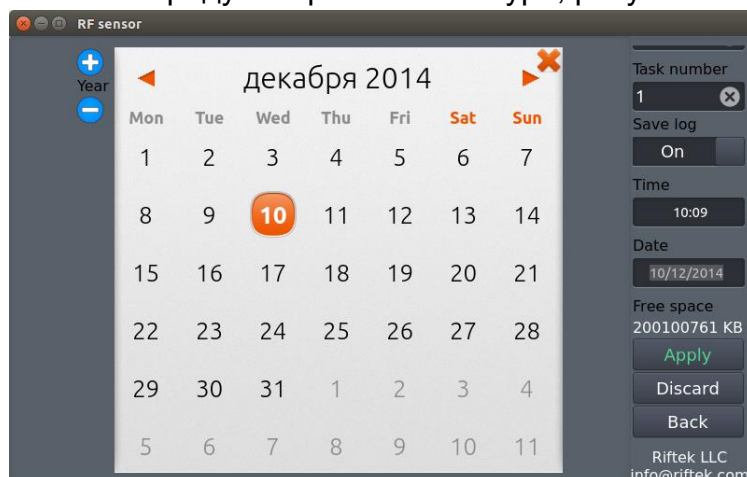 RF sensor
Year
декабря 2014
Mon Tue Wed Thu Fri Sat Sun
1 2 3 4 5 6 7
8 9 10 11 12 13 14
15 16 17 18 19 20 21
22 23 24 25 26 27 28
29 30 31 1 2 3 4
5 6 7 8 9 10 11
Task number
1
Save log
On
Time
10:09
Date
10/12/2014
Free space
200100761 KB
Apply
Discard
Back
Riftek LLC
info@riftek.com